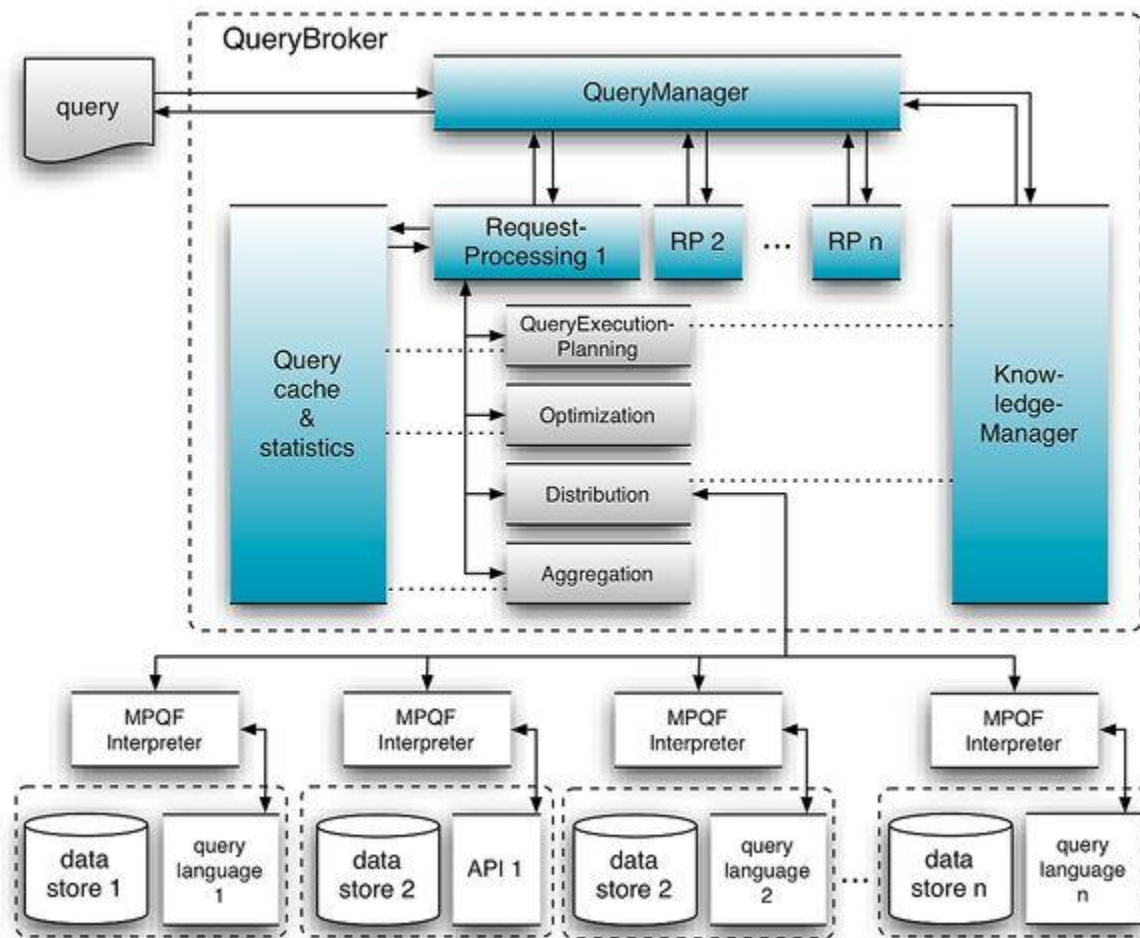 QueryBroker
query
QueryManager
Request-
Processing 1
RP 2
...
RP n
Query
cache
&
statistics
QueryExecution-
Planning
Optimization
Distribution
Aggregation
Know-
ledge-
Manager
MPQF
Interpreter
MPQF
Interpreter
MPQF
Interpreter
MPQF
Interpreter
data
store 1
query
language
1
data
store 2
API 1
data
store 2
query
language
2
...
data
store n
query
language
n